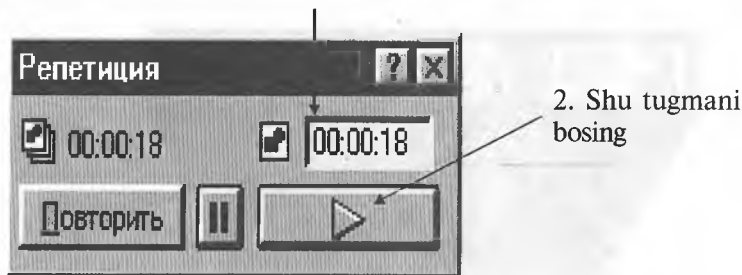 Репетиция
00:00:18 00:00:18
Повторить
2. Shu tugmani
bosing